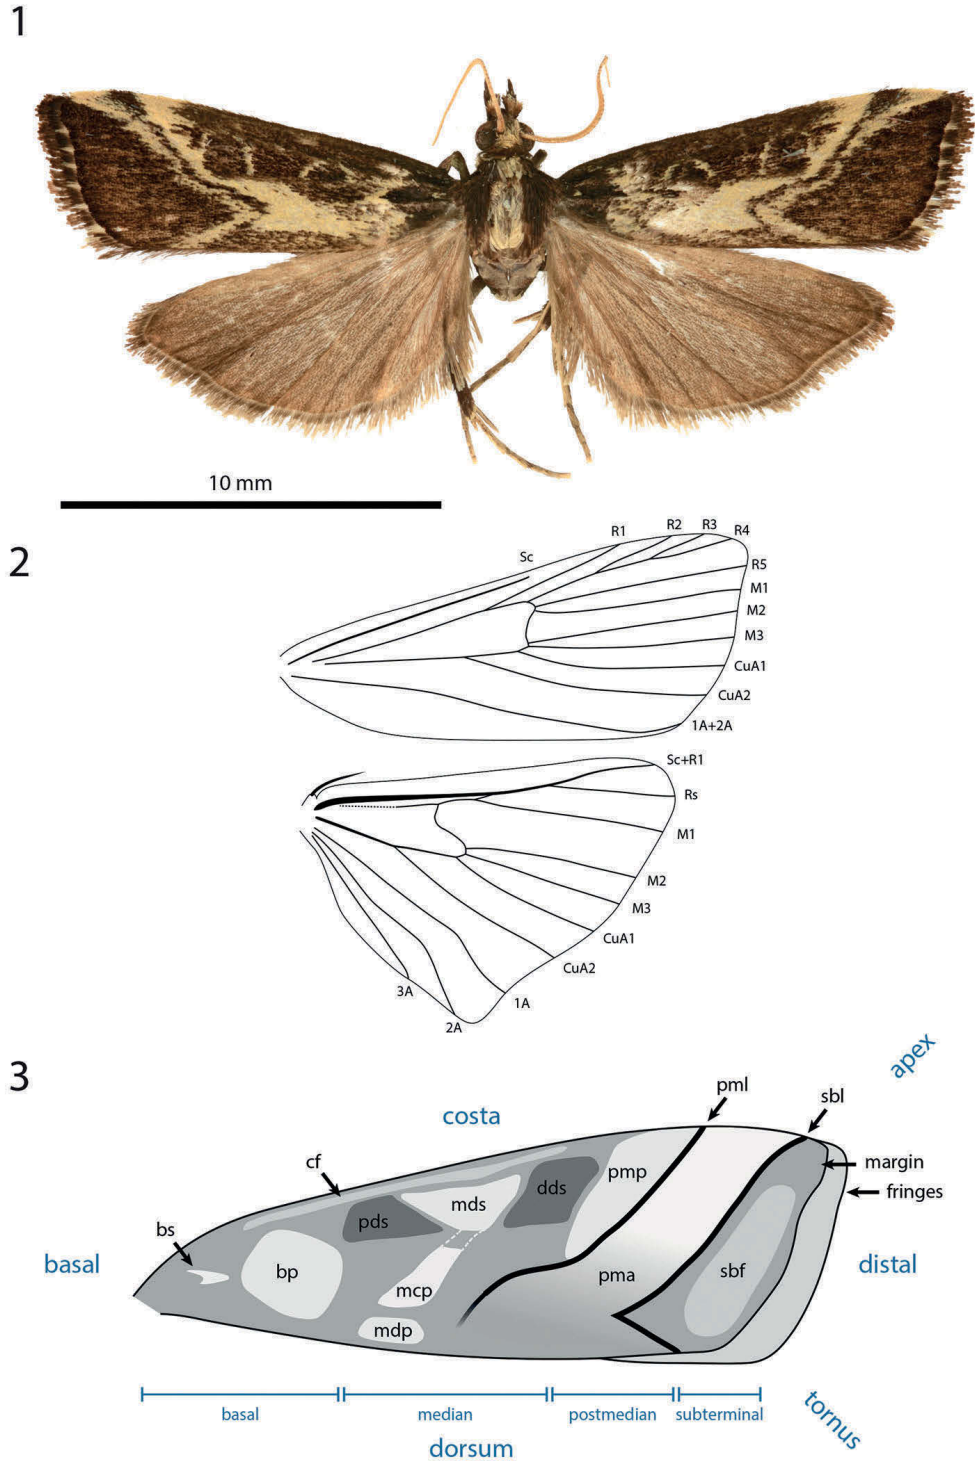 1
10 mm
2
Sc
R1
R2
R3
R4
R5
M1
M2
M3
CuA1
CuA2
1A+2A
Sc+R1
Rs
M1
M2
M3
CuA1
CuA2
1A
2A
3A
3
apex
costa
pml
sbl
margin
fringes
cf
bs
basal
distal
pds
mds
dds
pmp
bp
mcp
mdp
pma
sbf
basal
median
postmedian
subterminal
dorsum
tornus